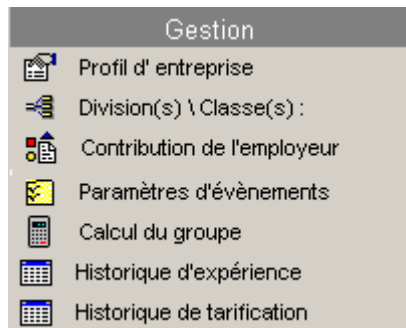 Gestion
Profil d' entreprise
Division(s) \ Classe(s) :
Contribution de l'employeur
Paramètres d'évènements
Calcul du groupe
Historique d'expérience
Historique de tarification